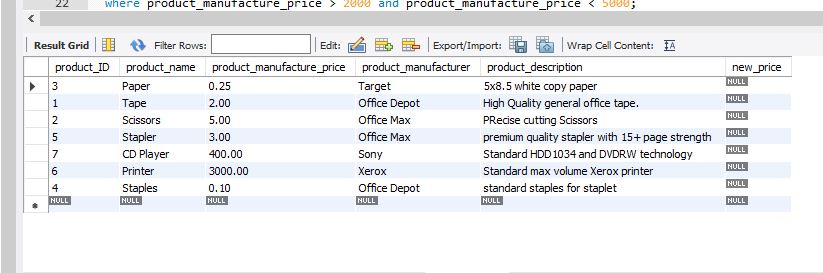 22 where product_manufacture_price > 2000 and product_manufacture_price < 5000;
Result Grid Filter Rows: Edit: Export/Import: Wrap Cell Content: IA
product_ID product_name product_manufacture_price product_manufacturer product_description new_price
3 Paper 0.25 Target 5x8.5 white copy paper NULL
1 Tape 2.00 Office Depot High Quality general office tape. NULL
2 Scissors 5.00 Office Max PRecise cutting Scissors NULL
5 Stapler 3.00 Office Max premium quality stapler with 15+ page strength NULL
7 CD Player 400.00 Sony Standard HDD1034 and DVDRW technology NULL
6 Printer 3000.00 Xerox Standard max volume Xerox printer NULL
4 Staples 0.10 Office Depot standard staples for staplet NULL
NULL NULL NULL NULL NULL NULL